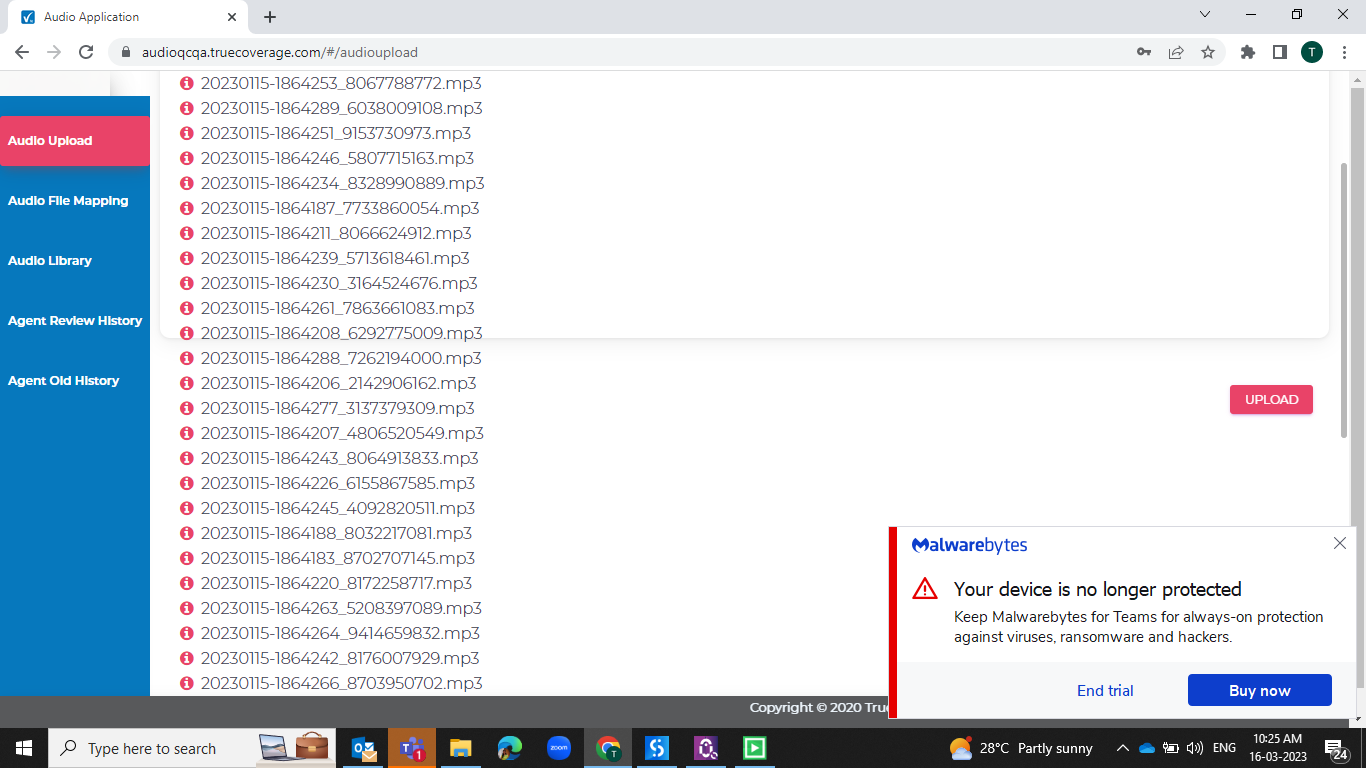 Audio Application
audioqcqa.truecoverage.com/#/audioupload
T
Audio Upload
Audio File Mapping
Audio Library
Agent Review History
Agent Old History
20230115-1864253_8067788772.mp3
20230115-1864289_6038009108.mp3
20230115-1864251_9153730973.mp3
20230115-1864246_5807715163.mp3
20230115-1864234_8328990889.mp3
20230115-1864187_7733860054.mp3
20230115-1864211_8066624912.mp3
20230115-1864239_5713618461.mp3
20230115-1864230_3164524676.mp3
20230115-1864261_7863661083.mp3
20230115-1864208_6292775009.mp3
20230115-1864288_7262194000.mp3
20230115-1864206_2142906162.mp3
20230115-1864277_3137379309.mp3
20230115-1864207_4806520549.mp3
20230115-1864243_8064913833.mp3
20230115-1864226_6155867585.mp3
20230115-1864245_4092820511.mp3
20230115-1864188_8032217081.mp3
20230115-1864183_8702707145.mp3
20230115-1864220_8172258717.mp3
20230115-1864263_5208397089.mp3
20230115-1864264_9414659832.mp3
20230115-1864242_8176007929.mp3
20230115-1864266_8703950702.mp3
UPLOAD
Malwarebytes
Your device is no longer protected
Keep Malwarebytes for Teams for always-on protection
against viruses, ransomware and hackers.
End trial
Buy now
Copyright © 2020 Tru
Type here to search
1
zoom
T
28°C Partly sunny
ENG
10:25 AM
16-03-2023
24